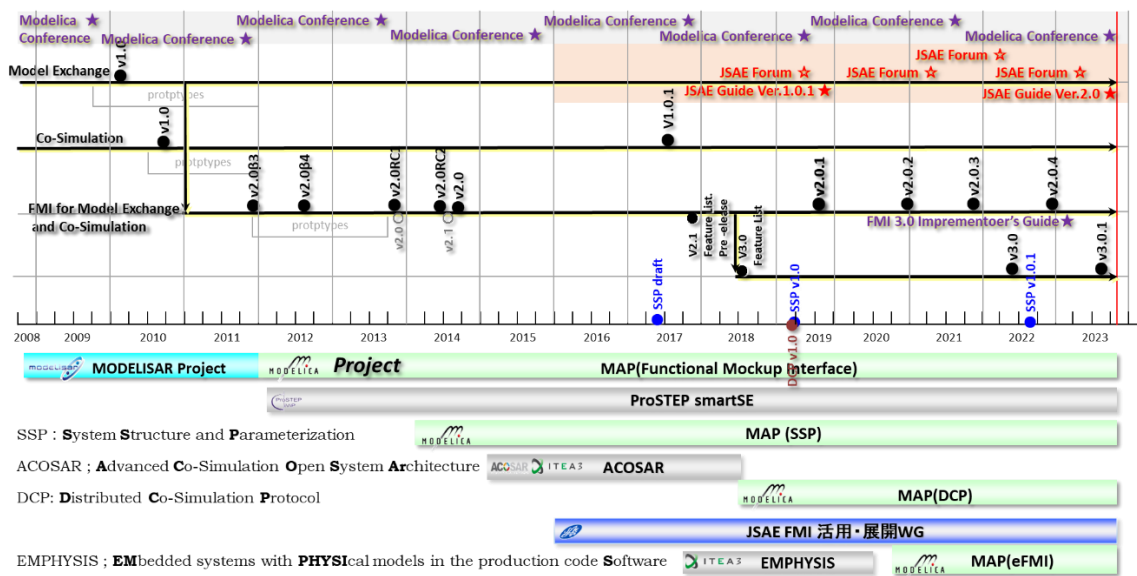 Modelica ★ Modelica Conference ★ Modelica Conference ★ Modelica Conference ★ Modelica Conference ★
Conference Modelica Conference ★ Modelica Conference ★ Modelica Conference ★ Modelica Conference ★
v1.0
JSAE Forum ☆
Model Exchange
JSAE Forum ☆ JSAE Forum ☆ JSAE Forum ☆
protptypes
JSAE Guide Ver.1.0.1 ★ JSAE Guide Ver.2.0 ★
v1.0
V1.0.1
Co-Simulation
protptypes
v2.0β3
v2.0β4
v2.0RC1
v2.0RC2
v2.0
v2.0.1
v2.0.2
v2.0.3
v2.0.4
FMI for Model Exchange
and Co-Simulation
protptypes
v2.0
v2.1
v2.1
Feature List.
Pre -elease
v3.0
Feature List
FMI 3.0 Imprementoer's Guide ★
v3.0
v3.0.1
SSP draft
SSP v1.0
SSP v1.0.1
2008 2009 2010 2011 2012 2013 2014 2015 2016 2017 2018 2019 2020 2021 2022 2023
DCP v1.0
MODELISAR MODELISAR Project
MODELICA Project MAP(Functional Mockup Interface)
ProSTEP ProSTEP smartSE
SSP : System Structure and Parameterization MODELICA MAP (SSP)
ACOSAR ; Advanced Co-Simulation Open System Architecture ACOSAR ITEA3 ACOSAR
DCP: Distributed Co-Simulation Protocol MODELICA MAP(DCP)
JSAE FMI 活用・展開WG
EMPHYSIS ; EMbedded systems with PHYSIcal models in the production code Software ITEA3 EMPHYSIS MODELICA MAP(eFMI)